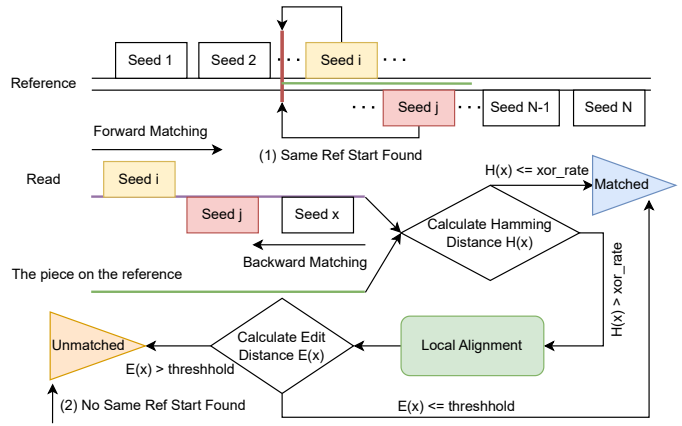 Seed 1
Seed 2
···
Seed i
···
Reference
···
Seed j
···
Seed N-1
Seed N
Forward Matching
(1) Same Ref Start Found
Read
Seed i
H(x) <= xor_rate
Matched
Seed j
Seed x
Calculate Hamming
Distance H(x)
Backward Matching
The piece on the reference
H(x) > xor_rate
Unmatched
Calculate Edit
Distance E(x)
Local Alignment
E(x) > threshhold
(2) No Same Ref Start Found
E(x) <= threshhold